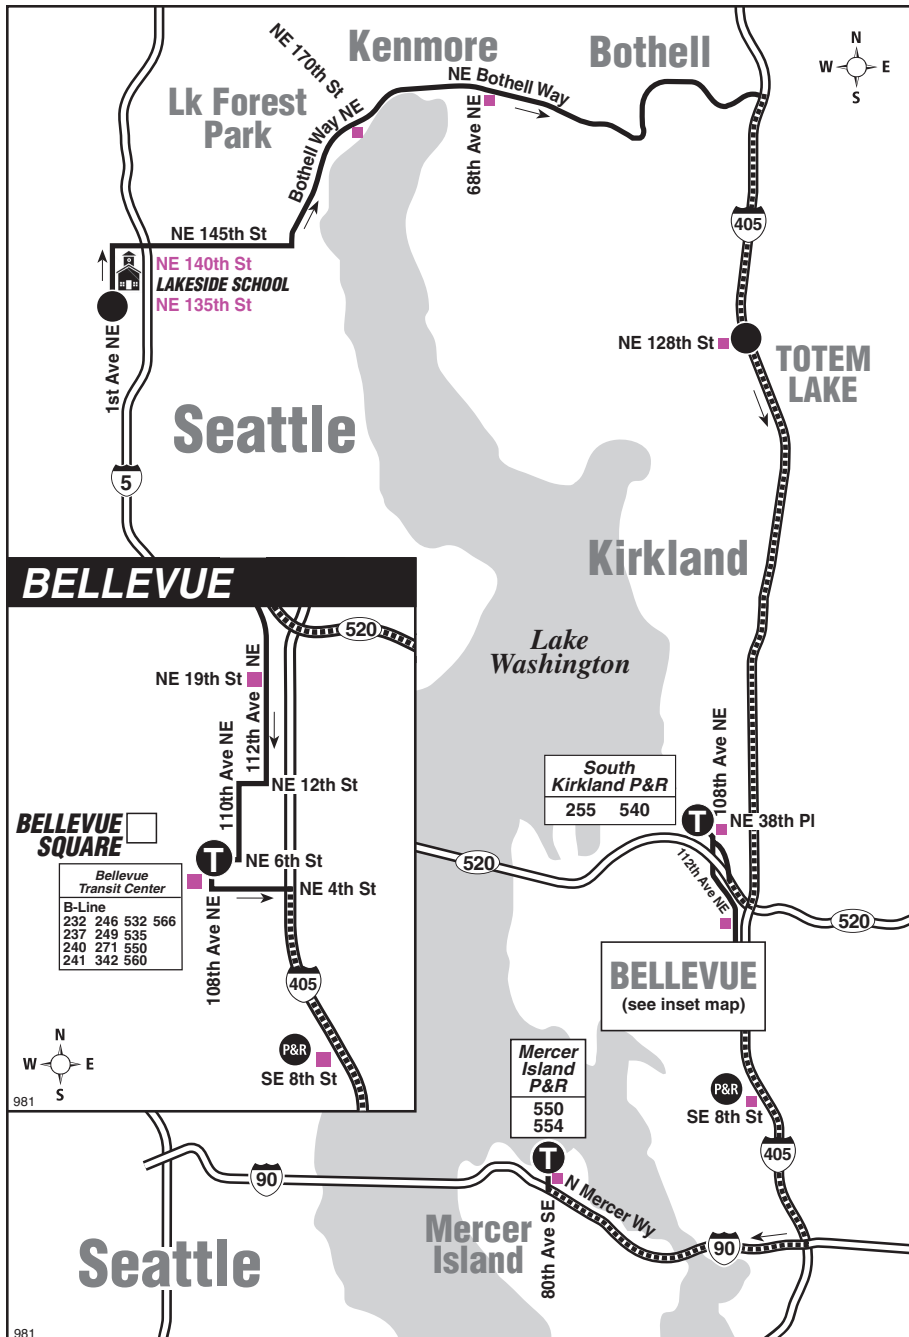 Kenmore
Bothell
NE 170th St
NE Bothell Way
N
W E
S
Lk Forest
Park
Bothell Way NE
68th Ave NE
405
NE 145th St
NE 140th St
LAKESIDE SCHOOL
NE 135th St
1st Ave NE
NE 128th St
TOTEM
LAKE
Seattle
5
Kirkland
Lake
Washington
BELLEVUE
520
NE 19th St
112th Ave NE
110th Ave NE
NE 12th St
BELLEVUE
SQUARE
T
NE 6th St
Bellevue
Transit Center
B-Line
232 246 532 566
237 249 535
240 271 550
241 342 560
NE 4th St
108th Ave NE
405
P&R
SE 8th St
N
W E
S
981
South
Kirkland P&R
255 540
108th Ave NE
T
NE 38th Pl
520
112th Ave NE
520
BELLEVUE
(see inset map)
Mercer
Island
P&R
550
554
P&R
SE 8th St
T
405
90
N Mercer Wy
80th Ave SE
Mercer
Island
90
Seattle
981